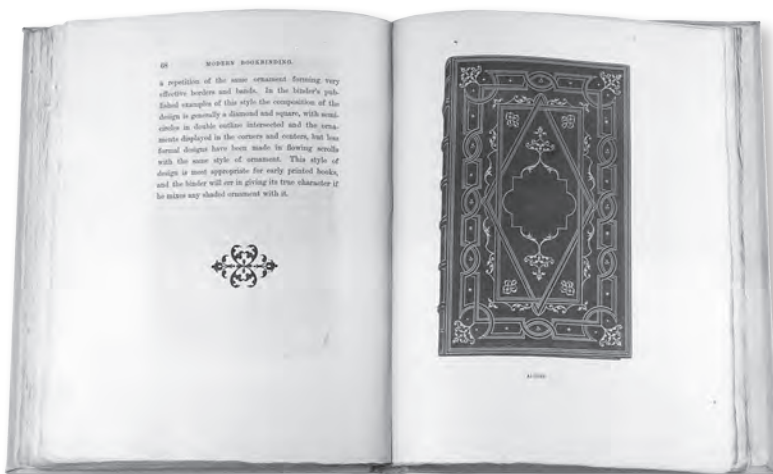 68 MODERN BOOKBINDING.
a repetition of the same ornament forming very
effective borders and bands. In the binder's pub-
lished examples of this style the composition of the
design is generally a diamond and square, with semi-
circles in double outline intersected and the orna-
ments displayed in the corners and centers, but less
formal designs have been made in flowing scrolls
with the same style of ornament. This style of
design is most appropriate for early printed books,
and the binder will err in giving its true character if
he mixes any shaded ornament with it.